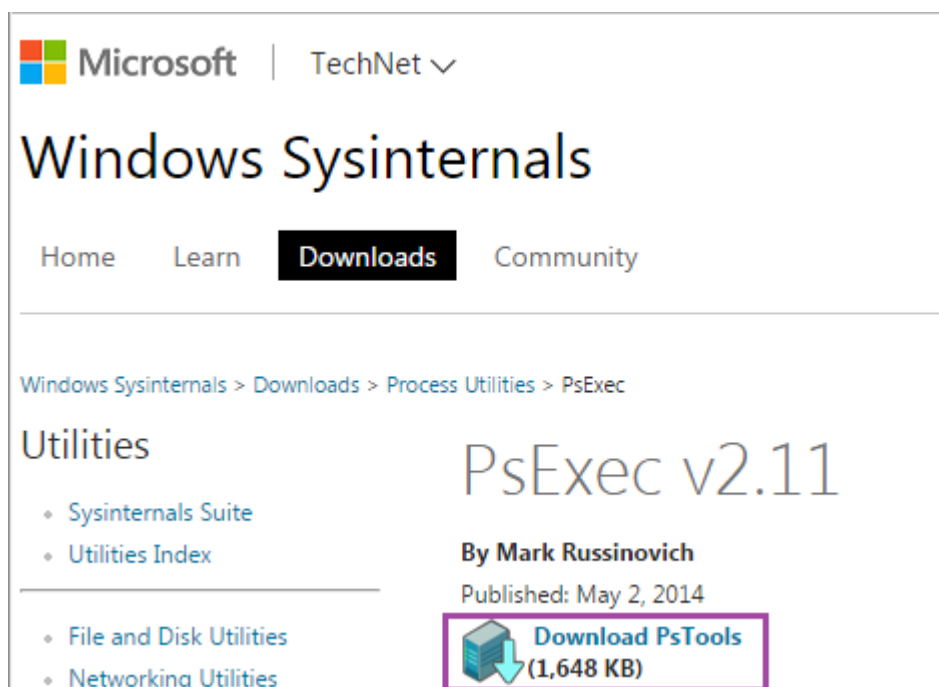 Microsoft | TechNet
Windows Sysinternals
Home Learn Downloads Community
Windows Sysinternals > Downloads > Process Utilities > PsExec
Utilities
Sysinternals Suite
Utilities Index
File and Disk Utilities
Networking Utilities
PsExec v2.11
By Mark Russinovich
Published: May 2, 2014
Download PsTools
(1,648 KB)